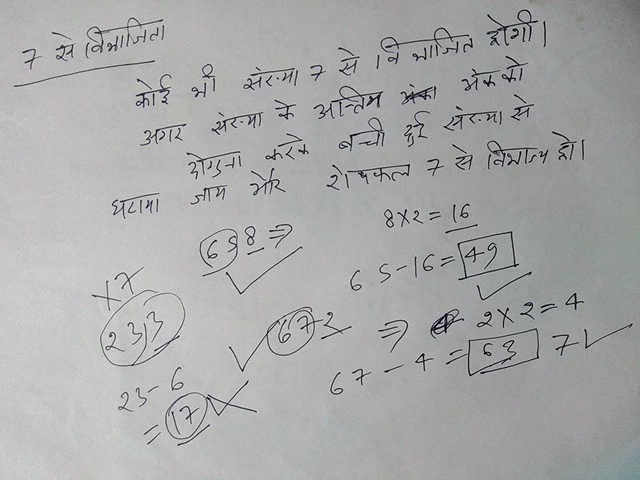 7 से विभाजिता
कोई भी संख्या 7 से विभाजित होगी।
अगर संख्या के अन्तिम अंक को
दोगुना करके बच्ची हुई संख्या से
घटाया जाय और शेषफल 7 से विभाज्य हो।
658 ⇒ 8×2 = 16
65-16 = 49
×7
233
672 ⇒ 2×2 = 4
67 - 4 = 63 7
23-6
= 17